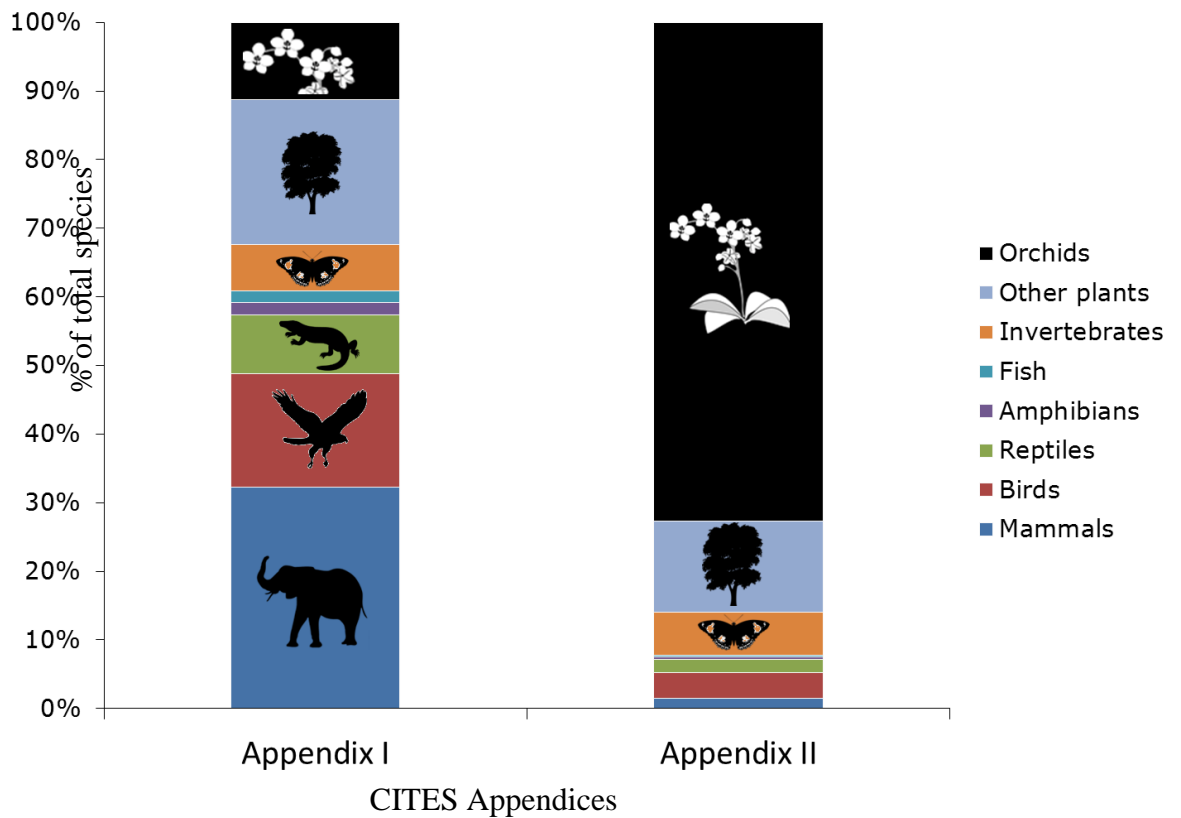 100%
90%
80%
70%
60%
50%
40%
30%
20%
10%
0%
% of total species
Appendix I
Appendix II
CITES Appendices
Orchids
Other plants
Invertebrates
Fish
Amphibians
Reptiles
Birds
Mammals